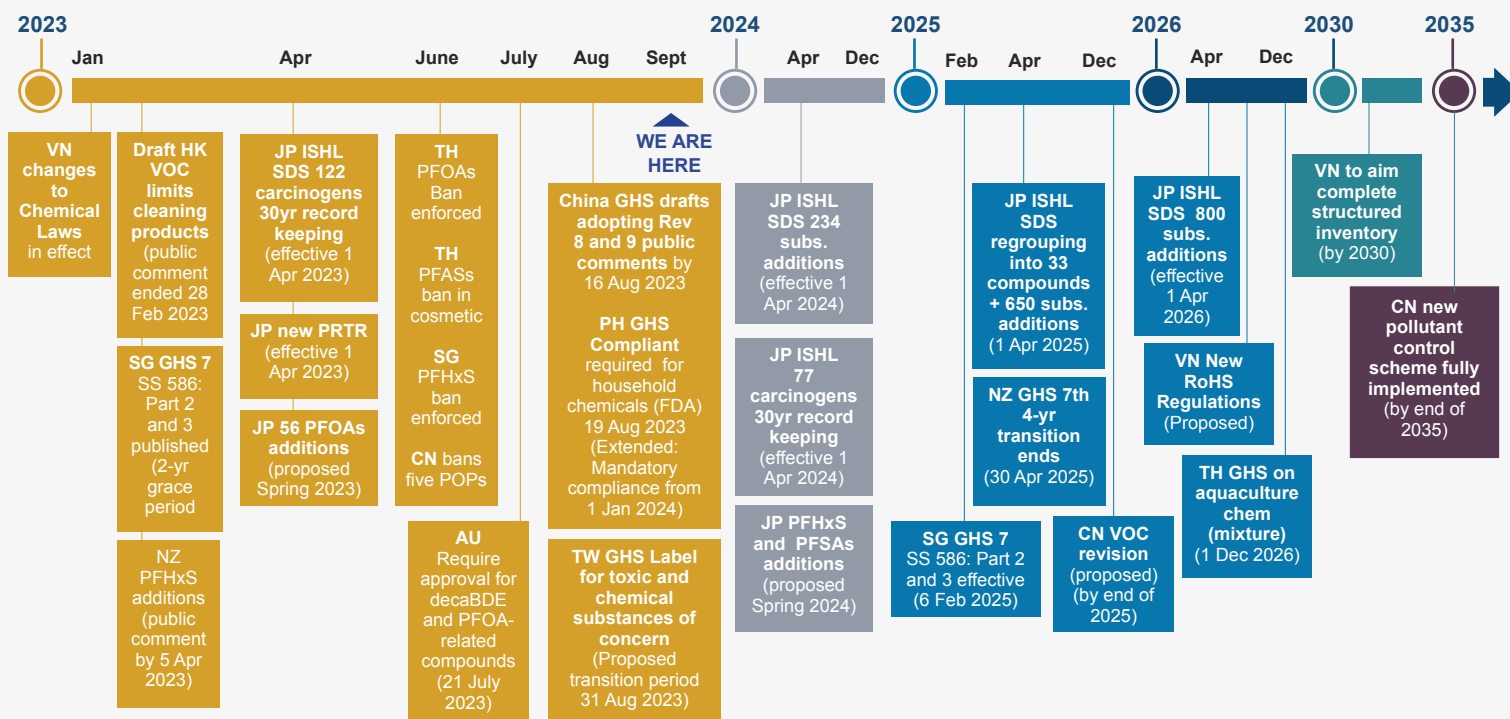 2023
2024
2025
2026
2030
2035
Jan
Apr
June
July
Aug
Sept
Apr
Dec
Feb
Apr
Dec
Apr
Dec
WE ARE
HERE
VN
changes
to
Chemical
Laws
in effect
Draft HK
VOC
limits
cleaning
products
(public
comment
ended 28
Feb 2023
SG GHS 7
SS 586:
Part 2
and 3
published
(2-yr
grace
period
NZ
PFHxS
additions
(public
comment
by 5 Apr
2023)
JP ISHL
SDS 122
carcinogens
30yr record
keeping
(effective 1
Apr 2023)
JP new PRTR
(effective 1
Apr 2023)
JP 56 PFOAs
additions
(proposed
Spring 2023)
TH
PFOAs
Ban
enforced
TH
PFASs
ban in
cosmetic
SG
PFHxS
ban
enforced
CN bans
five POPs
AU
Require
approval for
decaBDE
and PFOA-
related
compounds
(21 July
2023)
China GHS drafts
adopting Rev
8 and 9 public
comments by
16 Aug 2023
PH GHS
Compliant
required for
household
chemicals (FDA)
19 Aug 2023
(Extended:
Mandatory
compliance from
1 Jan 2024)
TW GHS Label
for toxic and
chemical
substances of
concern
(Proposed
transition period
31 Aug 2023)
JP ISHL
SDS 234
subs.
additions
(effective 1
Apr 2024)
JP ISHL
77
carcinogens
30yr record
keeping
(effective 1
Apr 2024)
JP PFHxS
and PFSAs
additions
(proposed
Spring 2024)
SG GHS 7
SS 586: Part 2
and 3 effective
(6 Feb 2025)
JP ISHL
SDS
regrouping
into 33
compounds
+ 650 subs.
additions
(1 Apr 2025)
NZ GHS 7th
4-yr
transition
ends
(30 Apr 2025)
CN VOC
revision
(proposed)
(by end of
2025)
JP ISHL
SDS 800
subs.
additions
(effective
1 Apr
2026)
VN New
RoHS
Regulations
(Proposed)
TH GHS on
aquaculture
chem
(mixture)
(1 Dec 2026)
VN to aim
complete
structured
inventory
(by 2030)
CN new
pollutant
control
scheme fully
implemented
(by end of
2035)